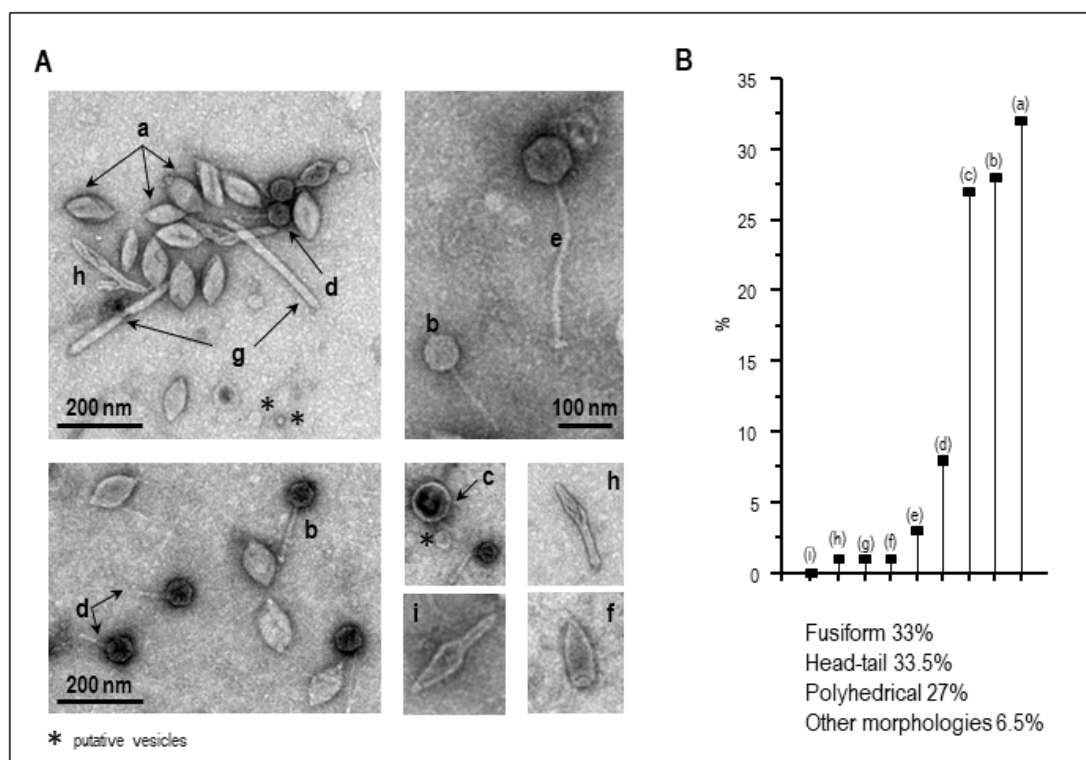 A
a
h
d
g
200 nm
* *
e
b
100 nm
b
d
200 nm
c
*
h
i
f
* putative vesicles
B
35
30
25
20
15
10
5
0
%
(a)
(b)
(c)
(d)
(e)
(f)
(g)
(h)
(i)
Fusiform 33%
Head-tail 33.5%
Polyhedrical 27%
Other morphologies 6.5%